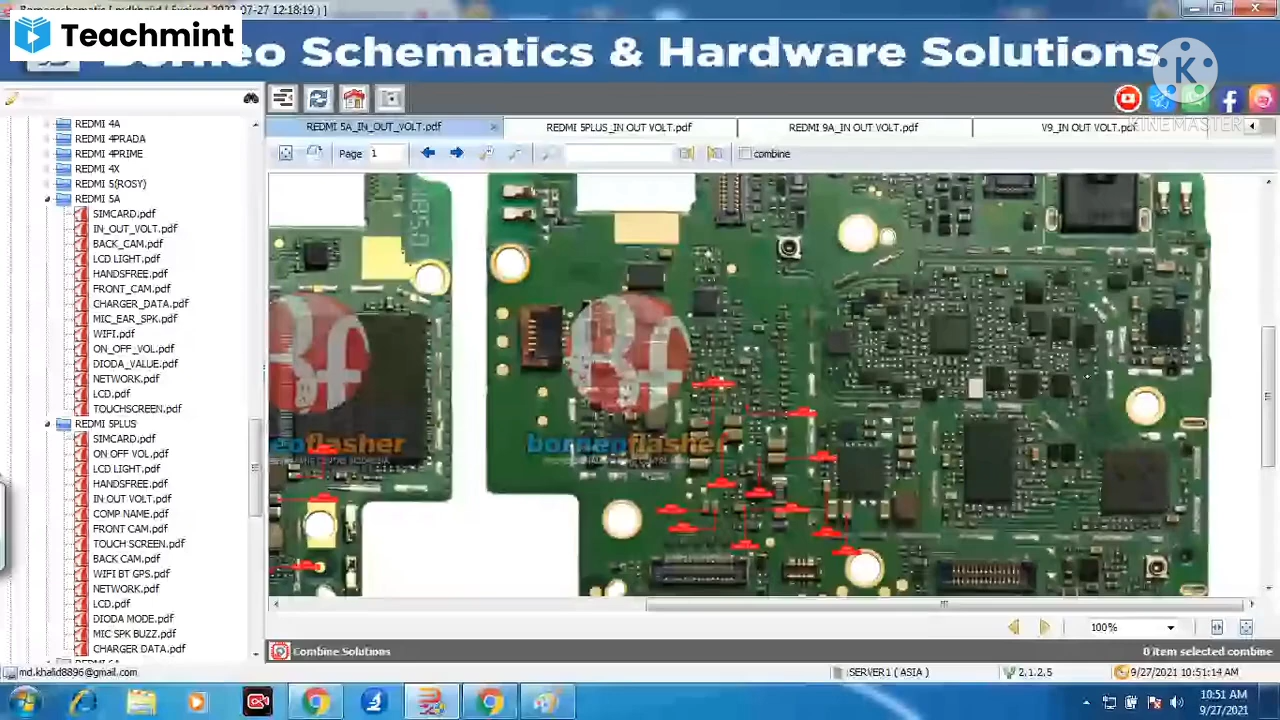 07-27 12:18:19 ) ]
Teachmint
Borneo Schematics & Hardware Solutions
K
KINEMASTER
REDMI 4A
REDMI 4PRADA
REDMI 4PRIME
REDMI 4X
REDMI 5(ROSY)
REDMI 5A
SIMCARD.pdf
IN_OUT_VOLT.pdf
BACK_CAM.pdf
LCD LIGHT.pdf
HANDSFREE.pdf
FRONT_CAM.pdf
CHARGER_DATA.pdf
MIC_EAR_SPK.pdf
WIFI.pdf
ON_OFF_VOL.pdf
DIODA_VALUE.pdf
NETWORK.pdf
LCD.pdf
TOUCHSCREEN.pdf
REDMI 5PLUS
SIMCARD.pdf
ON OFF VOL.pdf
LCD LIGHT.pdf
HANDSFREE.pdf
IN OUT VOLT.pdf
COMP NAME.pdf
FRONT CAM.pdf
TOUCH SCREEN.pdf
BACK CAM.pdf
WIFI BT GPS.pdf
NETWORK.pdf
LCD.pdf
DIODA MODE.pdf
MIC SPK BUZZ.pdf
CHARGER DATA.pdf
REDMI 5A_IN_OUT_VOLT.pdf
REDMI 5PLUS_IN OUT VOLT.pdf
REDMI 9A_IN OUT VOLT.pdf
V9_IN OUT VOLT.pdf
Page 1
combine
borneoflasher
100%
Combine Solutions
0 item selected combine
md.khalid8896@gmail.com
SERVER1 ( ASIA )
2.1.2.5
9/27/2021 10:51:14 AM
10:51 AM
9/27/2021